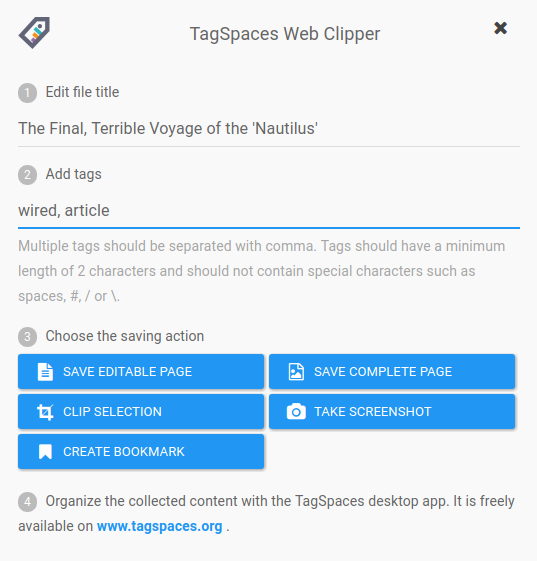 TagSpaces Web Clipper
1 Edit file title
The Final, Terrible Voyage of the 'Nautilus'
2 Add tags
wired, article
Multiple tags should be separated with comma. Tags should have a minimum
length of 2 characters and should not contain special characters such as
spaces, #, / or \.
3 Choose the saving action
SAVE EDITABLE PAGE
SAVE COMPLETE PAGE
CLIP SELECTION
TAKE SCREENSHOT
CREATE BOOKMARK
4 Organize the collected content with the TagSpaces desktop app. It is freely
available on www.tagspaces.org .